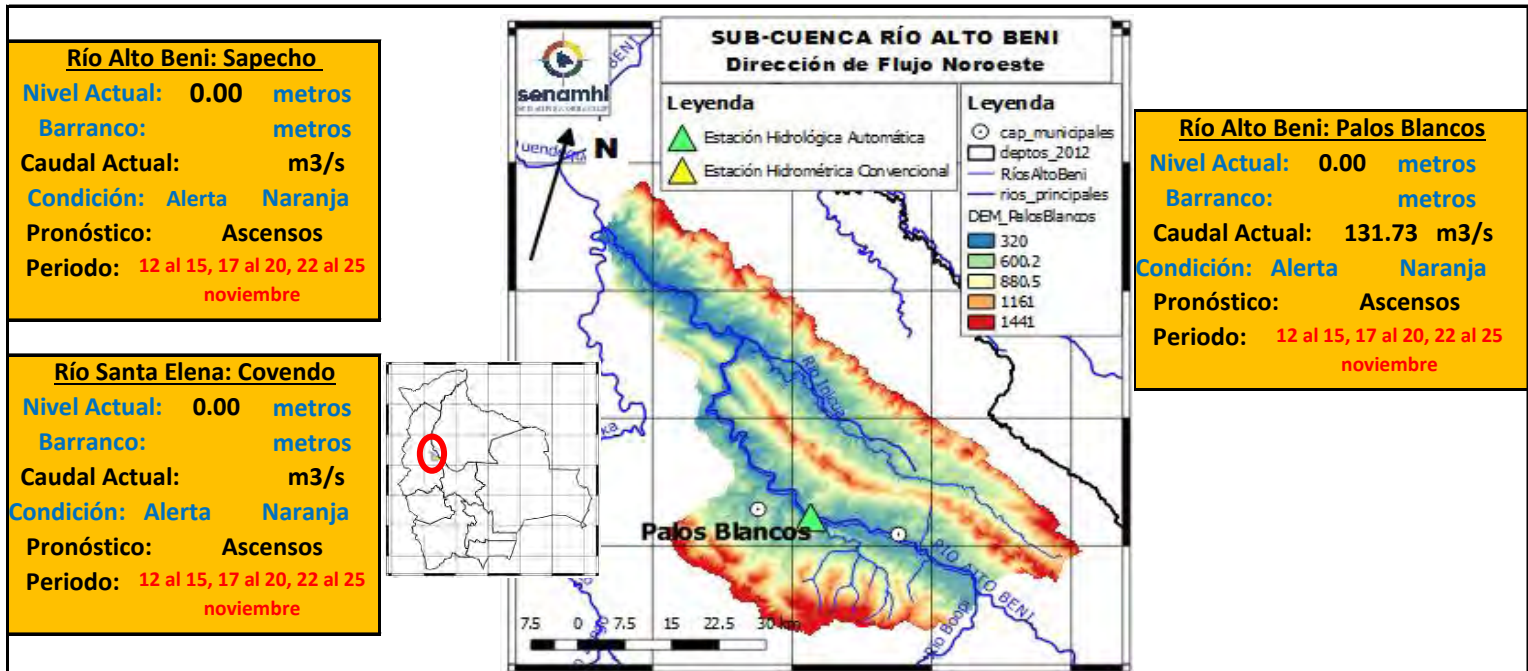 Río Alto Beni: Sapecho
Nivel Actual: 0.00 metros
Barranco: metros
Caudal Actual: m3/s
Condición: Alerta Naranja
Pronóstico: Ascensos
Periodo: 12 al 15, 17 al 20, 22 al 25
noviembre
Río Santa Elena: Covendo
Nivel Actual: 0.00 metros
Barranco: metros
Caudal Actual: m3/s
Condición: Alerta Naranja
Pronóstico: Ascensos
Periodo: 12 al 15, 17 al 20, 22 al 25
noviembre
senamhi
SUB-CUENCA RÍO ALTO BENI
Dirección de Flujo Noroeste
Leyenda
Estación Hidrológica Automática
Estación Hidrométrica Convencional
Leyenda
cap_municipales
deptos_2012
RíosAltoBeni
rios_principales
DEM_PalosBlancos
320
600.2
880.5
1161
1441
N
BENI
Río Inicua
Palos Blancos
RÍO ALTO BENI
Río Boopi
7.5 0 7.5 15 22.5 30 km
Río Alto Beni: Palos Blancos
Nivel Actual: 0.00 metros
Barranco: metros
Caudal Actual: 131.73 m3/s
Condición: Alerta Naranja
Pronóstico: Ascensos
Periodo: 12 al 15, 17 al 20, 22 al 25
noviembre